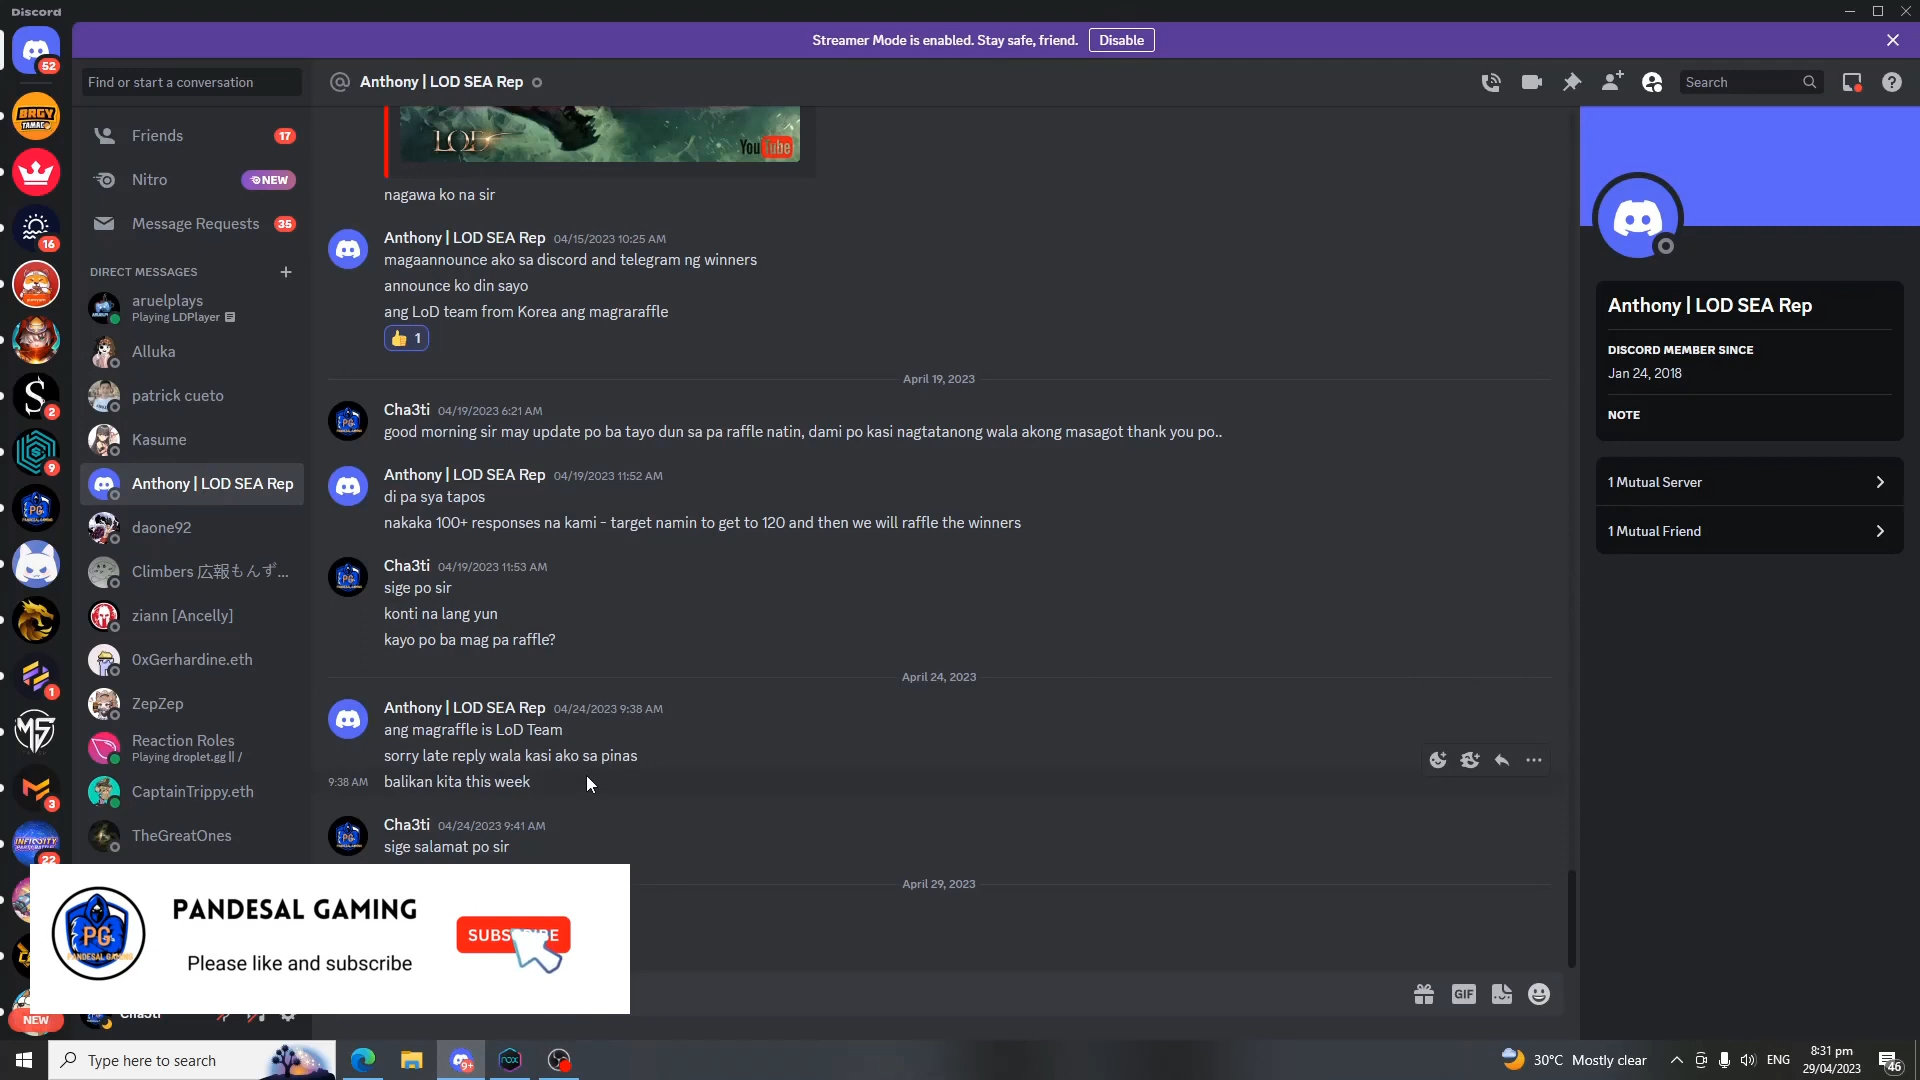 Discord
Streamer Mode is enabled. Stay safe, friend. Disable
52
Find or start a conversation
Anthony | LOD SEA Rep
Search
BRGY
TAMAD
Friends 17
Nitro NEW
Message Requests 35
16
DIRECT MESSAGES
aruelplays
Playing LDPlayer
Alluka
patrick cueto
Kasume
Anthony | LOD SEA Rep
daone92
Climbers 広報もんず...
ziann [Ancelly]
0xGerhardine.eth
ZepZep
Reaction Roles
Playing droplet.gg || /
CaptainTrippy.eth
TheGreatOnes
2
9
1
3
22
NEW
LOD
YouTube
nagawa ko na sir
Anthony | LOD SEA Rep 04/15/2023 10:25 AM
magaannounce ako sa discord and telegram ng winners
announce ko din sayo
ang LoD team from Korea ang magraraffle
👍 1
April 19, 2023
Cha3ti 04/19/2023 6:21 AM
good morning sir may update po ba tayo dun sa pa raffle natin, dami po kasi nagtatanong wala akong masagot thank you po..
Anthony | LOD SEA Rep 04/19/2023 11:52 AM
di pa sya tapos
nakaka 100+ responses na kami - target namin to get to 120 and then we will raffle the winners
Cha3ti 04/19/2023 11:53 AM
sige po sir
konti na lang yun
kayo po ba mag pa raffle?
April 24, 2023
Anthony | LOD SEA Rep 04/24/2023 9:38 AM
ang magraffle is LoD Team
sorry late reply wala kasi ako sa pinas
9:38 AM balikan kita this week
Cha3ti 04/24/2023 9:41 AM
sige salamat po sir
April 29, 2023
GIF
Anthony | LOD SEA Rep
DISCORD MEMBER SINCE
Jan 24, 2018
NOTE
1 Mutual Server
1 Mutual Friend
PG
PANDESAL GAMING
PANDESAL GAMING
Please like and subscribe
Cha3ti
Type here to search
9+
nox
30°C Mostly clear
ENG
8:31 pm
29/04/2023
46